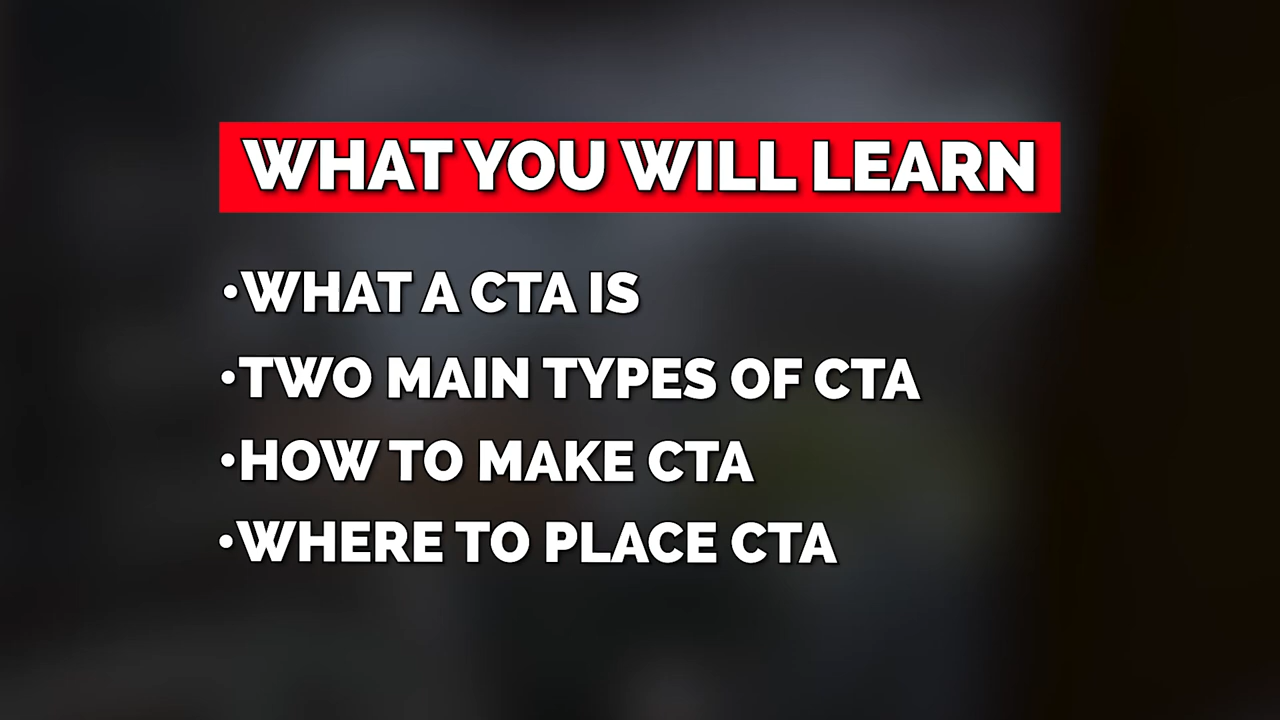 WHAT YOU WILL LEARN
•WHAT A CTA IS
•TWO MAIN TYPES OF CTA
•HOW TO MAKE CTA
•WHERE TO PLACE CTA